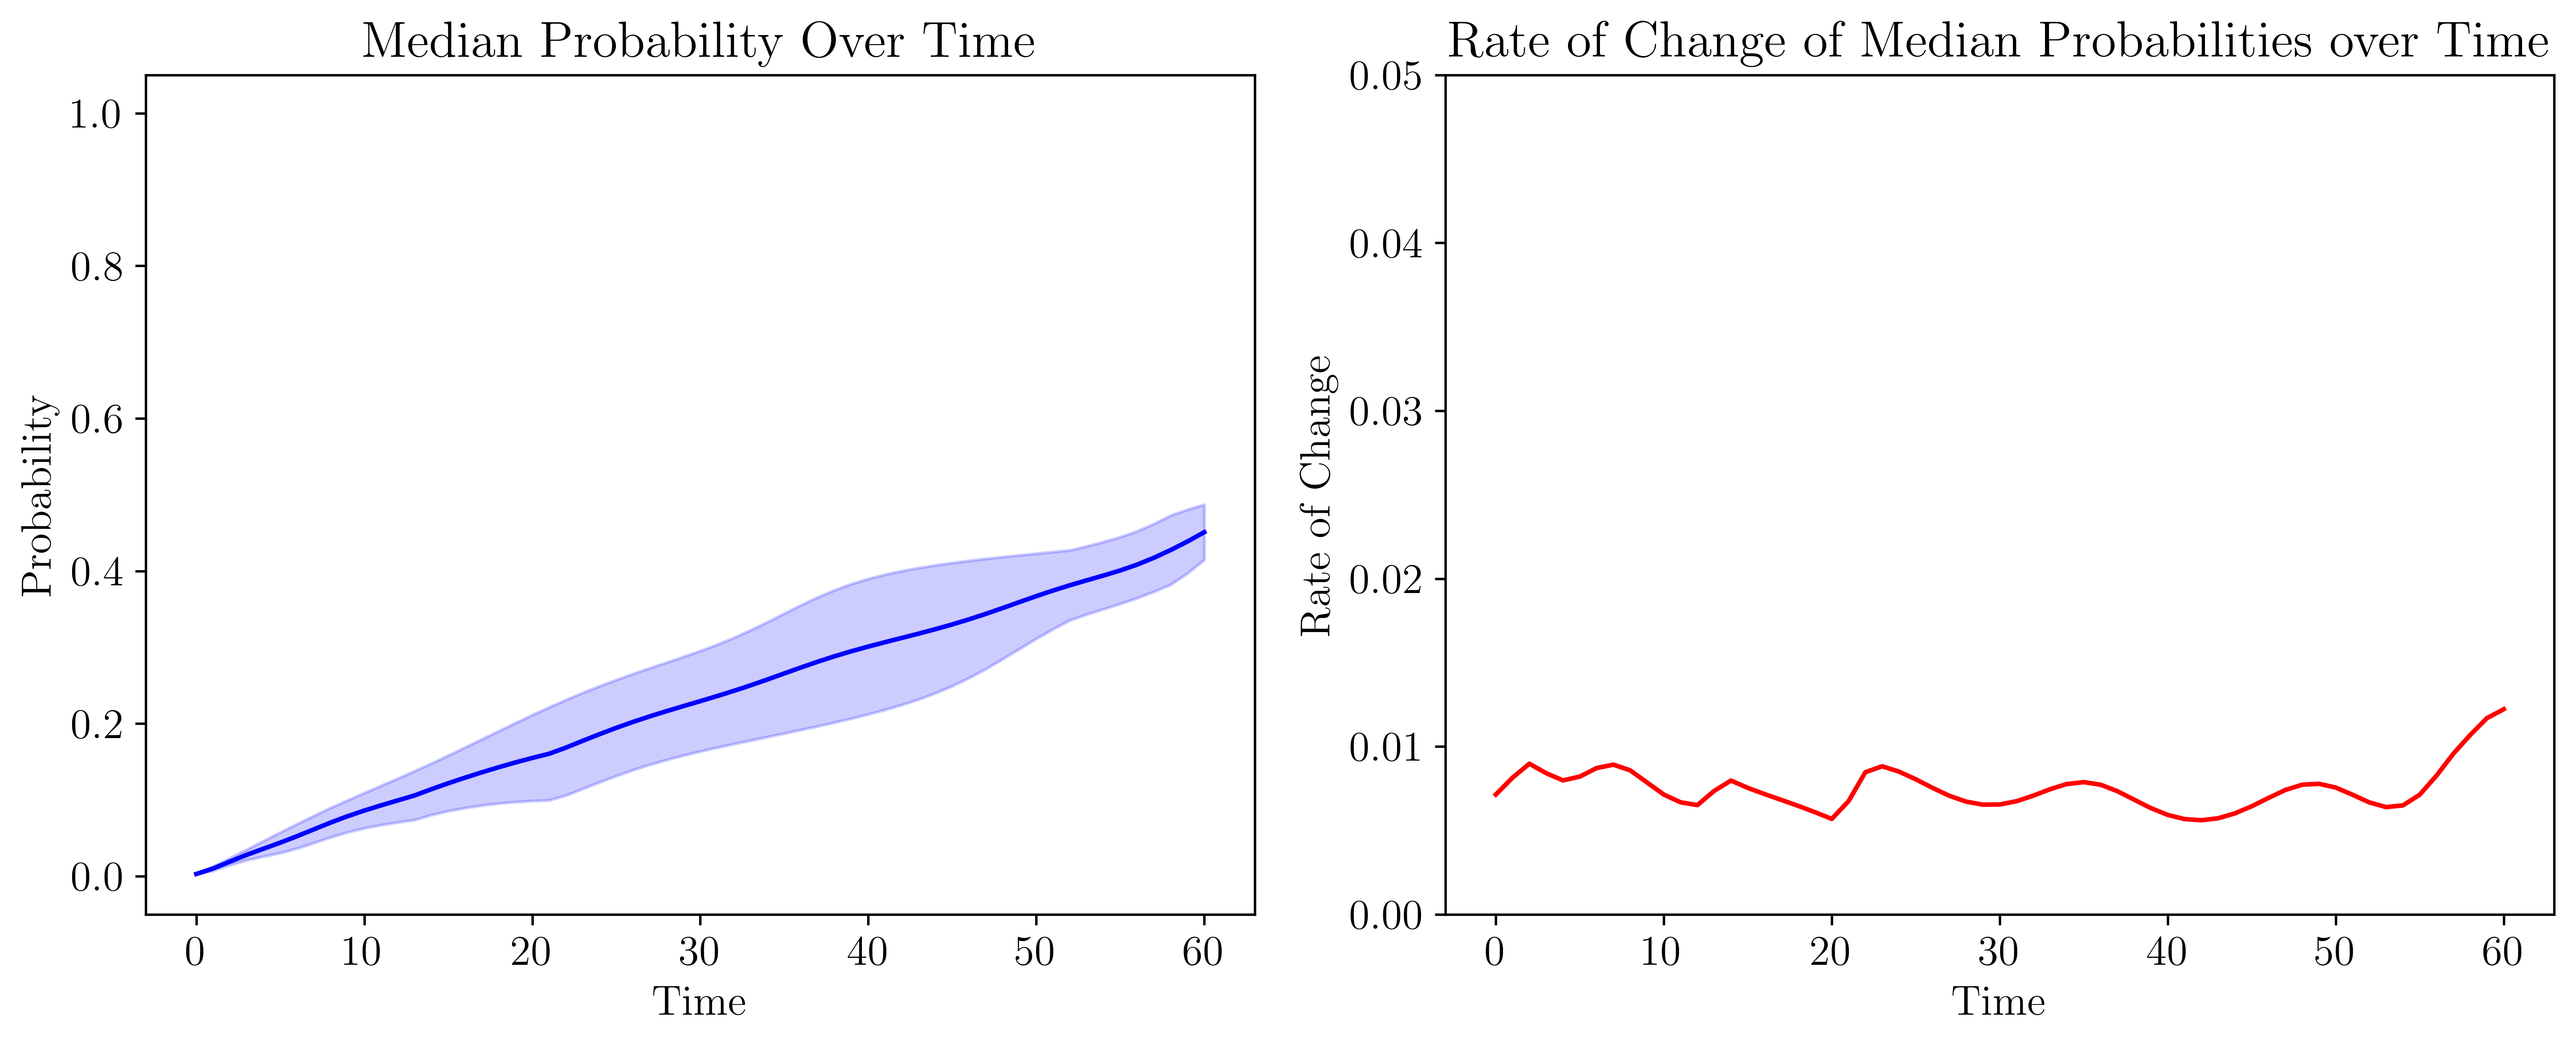 Median Probability Over Time
1.0
0.8
0.6
0.4
0.2
0.0
Probability
0 10 20 30 40 50 60
Time
Rate of Change of Median Probabilities over Time
0.05
0.04
0.03
0.02
0.01
0.00
Rate of Change
0 10 20 30 40 50 60
Time